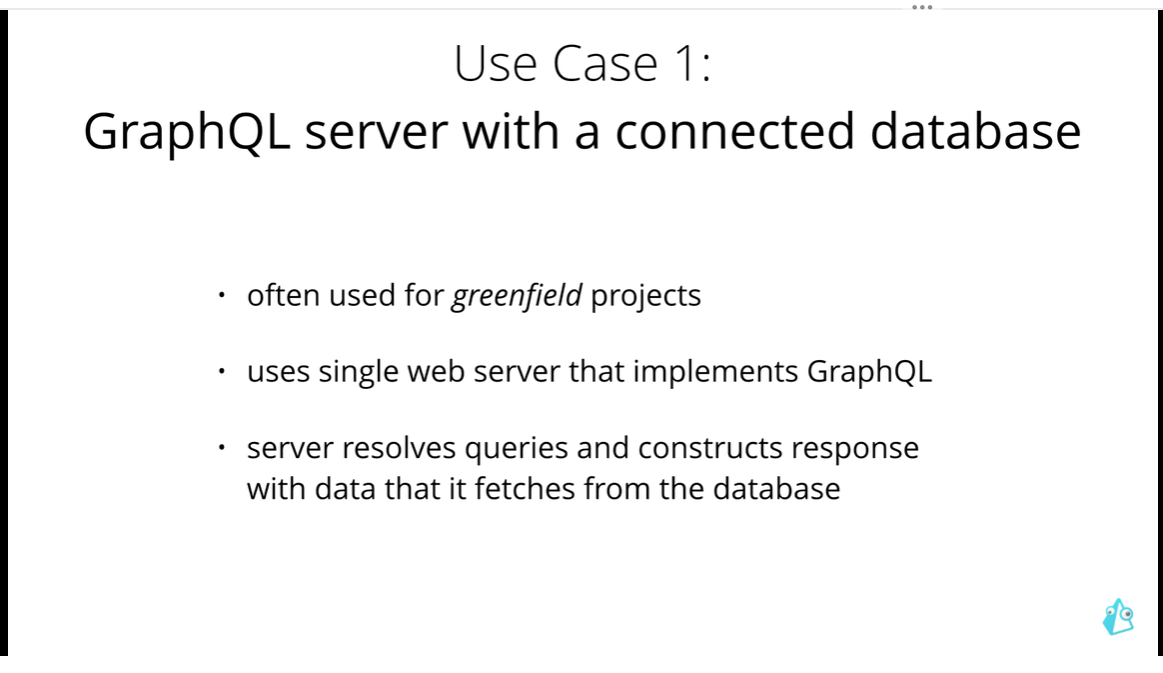 Use Case 1:
GraphQL server with a connected database
• often used for greenfield projects
• uses single web server that implements GraphQL
• server resolves queries and constructs response
with data that it fetches from the database